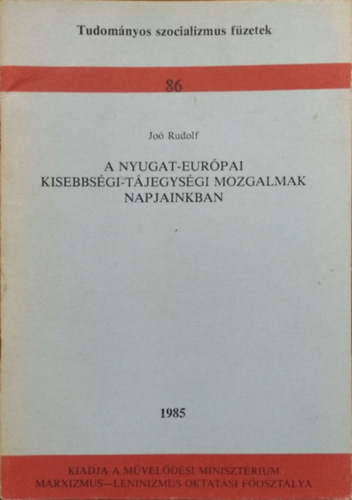 Tudományos szocializmus füzetek
86
Joó Rudolf
A NYUGAT-EURÓPAI
KISEBBSÉGI-TÁJEGYSÉGI MOZGALMAK
NAPJAINKBAN
1985
KIADJA A MŰVELŐDÉSI MINISZTÉRIUM
MARXIZMUS—LENINIZMUS OKTATÁSI FŐOSZTÁLYA